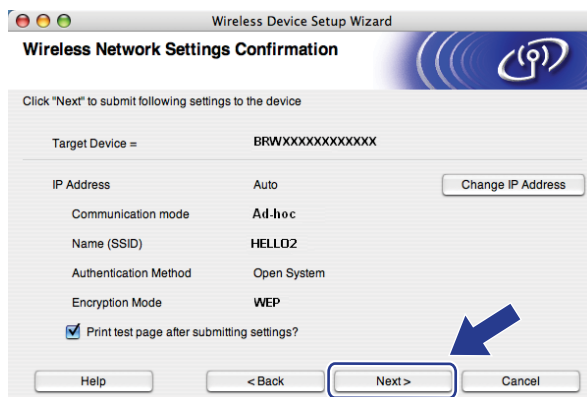 Wireless Device Setup Wizard
Wireless Network Settings Confirmation
Click "Next" to submit following settings to the device
Target Device = BRWXXXXXXXXXXXX
IP Address Auto Change IP Address
Communication mode Ad-hoc
Name (SSID) HELLO2
Authentication Method Open System
Encryption Mode WEP
Print test page after submitting settings?
Help < Back Next > Cancel